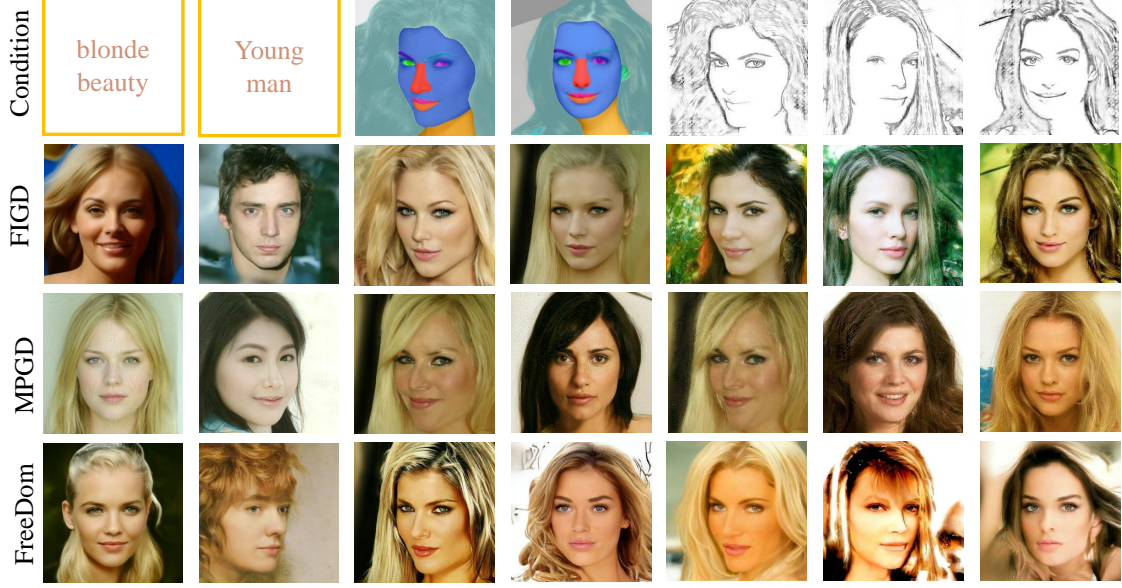 Condition
blonde
beauty
Young
man
FIGD
MPGD
FreeDom